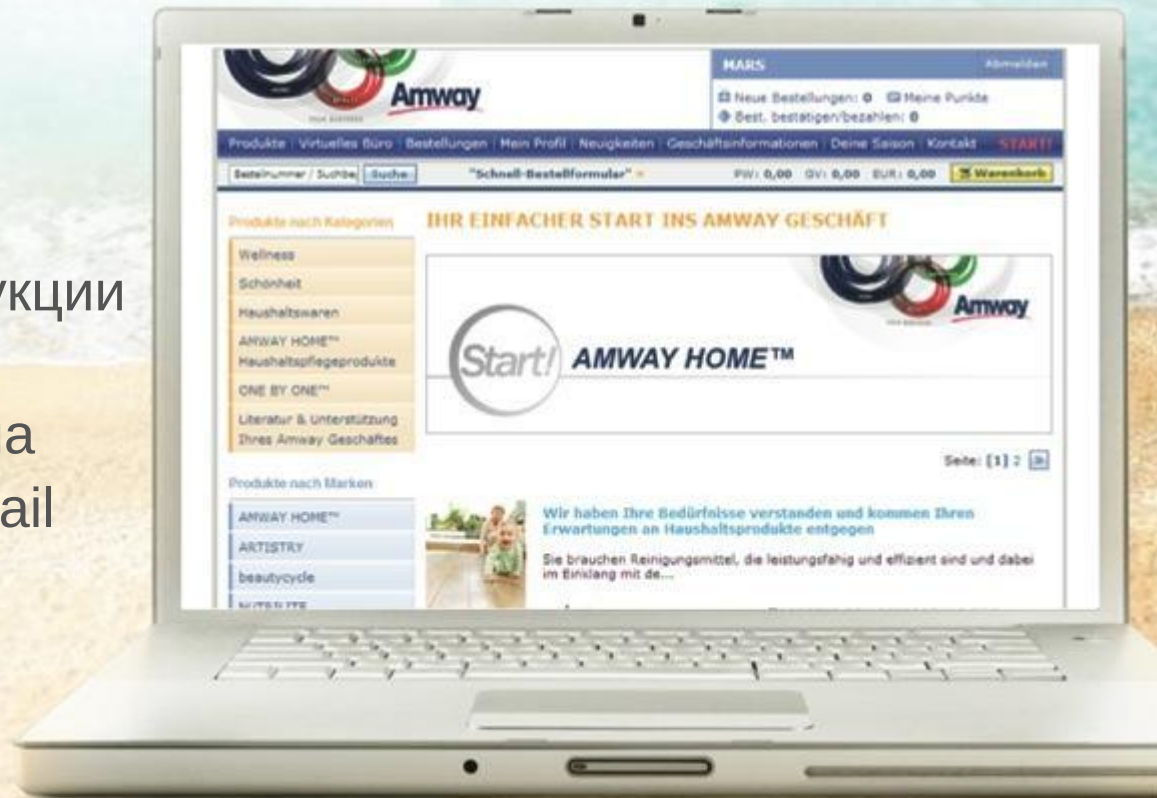 укции
на
ail
Amway
MARS
Abmelden
Neue Bestellungen: 0 Meine Punkte
Best. bestätigen/bezahlen: 0
Produkte Virtuelles Büro Bestellungen Mein Profil Neuigkeiten Geschäftsinformationen Deine Saison Kontakt START!
Bestellnummer / Suchbe Suche "Schnell-Bestellformular" PW: 0,00 GV: 0,00 EUR: 0,00 Warenkorb
Produkte nach Kategorien
Wellness
Schönheit
Haushaltswaren
AMWAY HOME™
Haushaltspflegeprodukte
ONE BY ONE™
Literatur & Unterstützung
Ihres Amway Geschäftes
Produkte nach Marken
AMWAY HOME™
ARTISTRY
beautycycle
NUTRILITE
IHR EINFACHER START INS AMWAY GESCHÄFT
Amway
Start! AMWAY HOME™
Seite: [1] 2
Wir haben Ihre Bedürfnisse verstanden und kommen Ihren
Erwartungen an Haushaltsprodukte entgegen
Sie brauchen Reinigungsmittel, die leistungsfähig und effizient sind und dabei
im Einklang mit de...